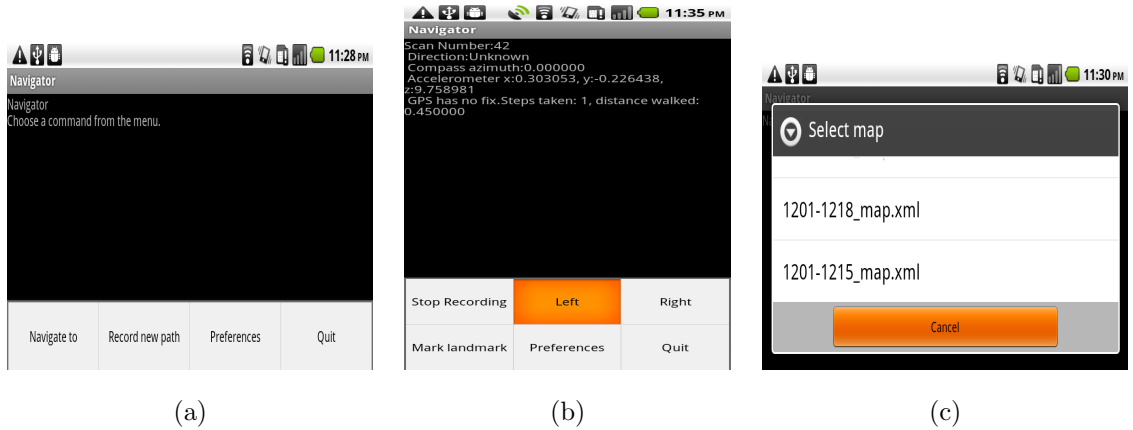 11:28 PM
Navigator
Navigator
Choose a command from the menu.
Navigate to
Record new path
Preferences
Quit
(a)
11:35 PM
Navigator
Scan Number:42
Direction:Unknown
Compass azimuth:0.000000
Accelerometer x:0.303053, y:-0.226438,
z:9.758981
GPS has no fix.Steps taken: 1, distance walked:
0.450000
Stop Recording
Left
Right
Mark landmark
Preferences
Quit
(b)
11:30 PM
Navigator
Select map
1201-1218_map.xml
1201-1215_map.xml
Cancel
(c)